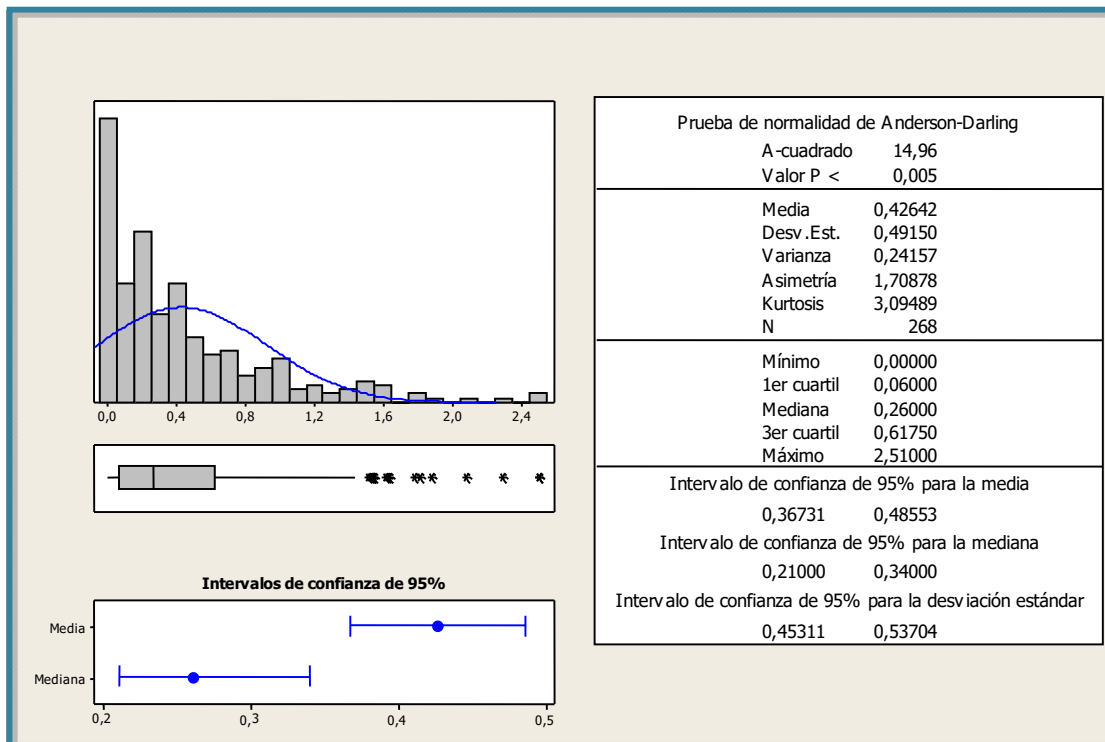 0,0 0,4 0,8 1,2 1,6 2,0 2,4
Intervalos de confianza de 95%
Media
Mediana
0,2 0,3 0,4 0,5
Prueba de normalidad de Anderson-Darling
A-cuadrado 14,96
Valor P < 0,005
Media 0,42642
Desv.Est. 0,49150
Varianza 0,24157
Asimetría 1,70878
Kurtosis 3,09489
N 268
Mínimo 0,00000
1er cuartil 0,06000
Mediana 0,26000
3er cuartil 0,61750
Máximo 2,51000
Intervalo de confianza de 95% para la media
0,36731 0,48553
Intervalo de confianza de 95% para la mediana
0,21000 0,34000
Intervalo de confianza de 95% para la desviación estándar
0,45311 0,53704